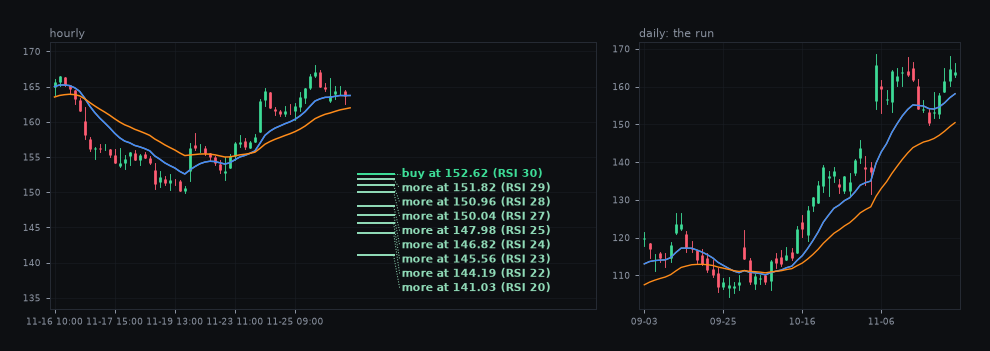 hourly
170
165
160
155
150
145
140
135
11-16 10:00 11-17 15:00 11-19 13:00 11-23 11:00 11-25 09:00
buy at 152.62 (RSI 30)
more at 151.82 (RSI 29)
more at 150.96 (RSI 28)
more at 150.04 (RSI 27)
more at 147.98 (RSI 25)
more at 146.82 (RSI 24)
more at 145.56 (RSI 23)
more at 144.19 (RSI 22)
more at 141.03 (RSI 20)
daily: the run
170
160
150
140
130
120
110
09-03 09-25 10-16 11-06